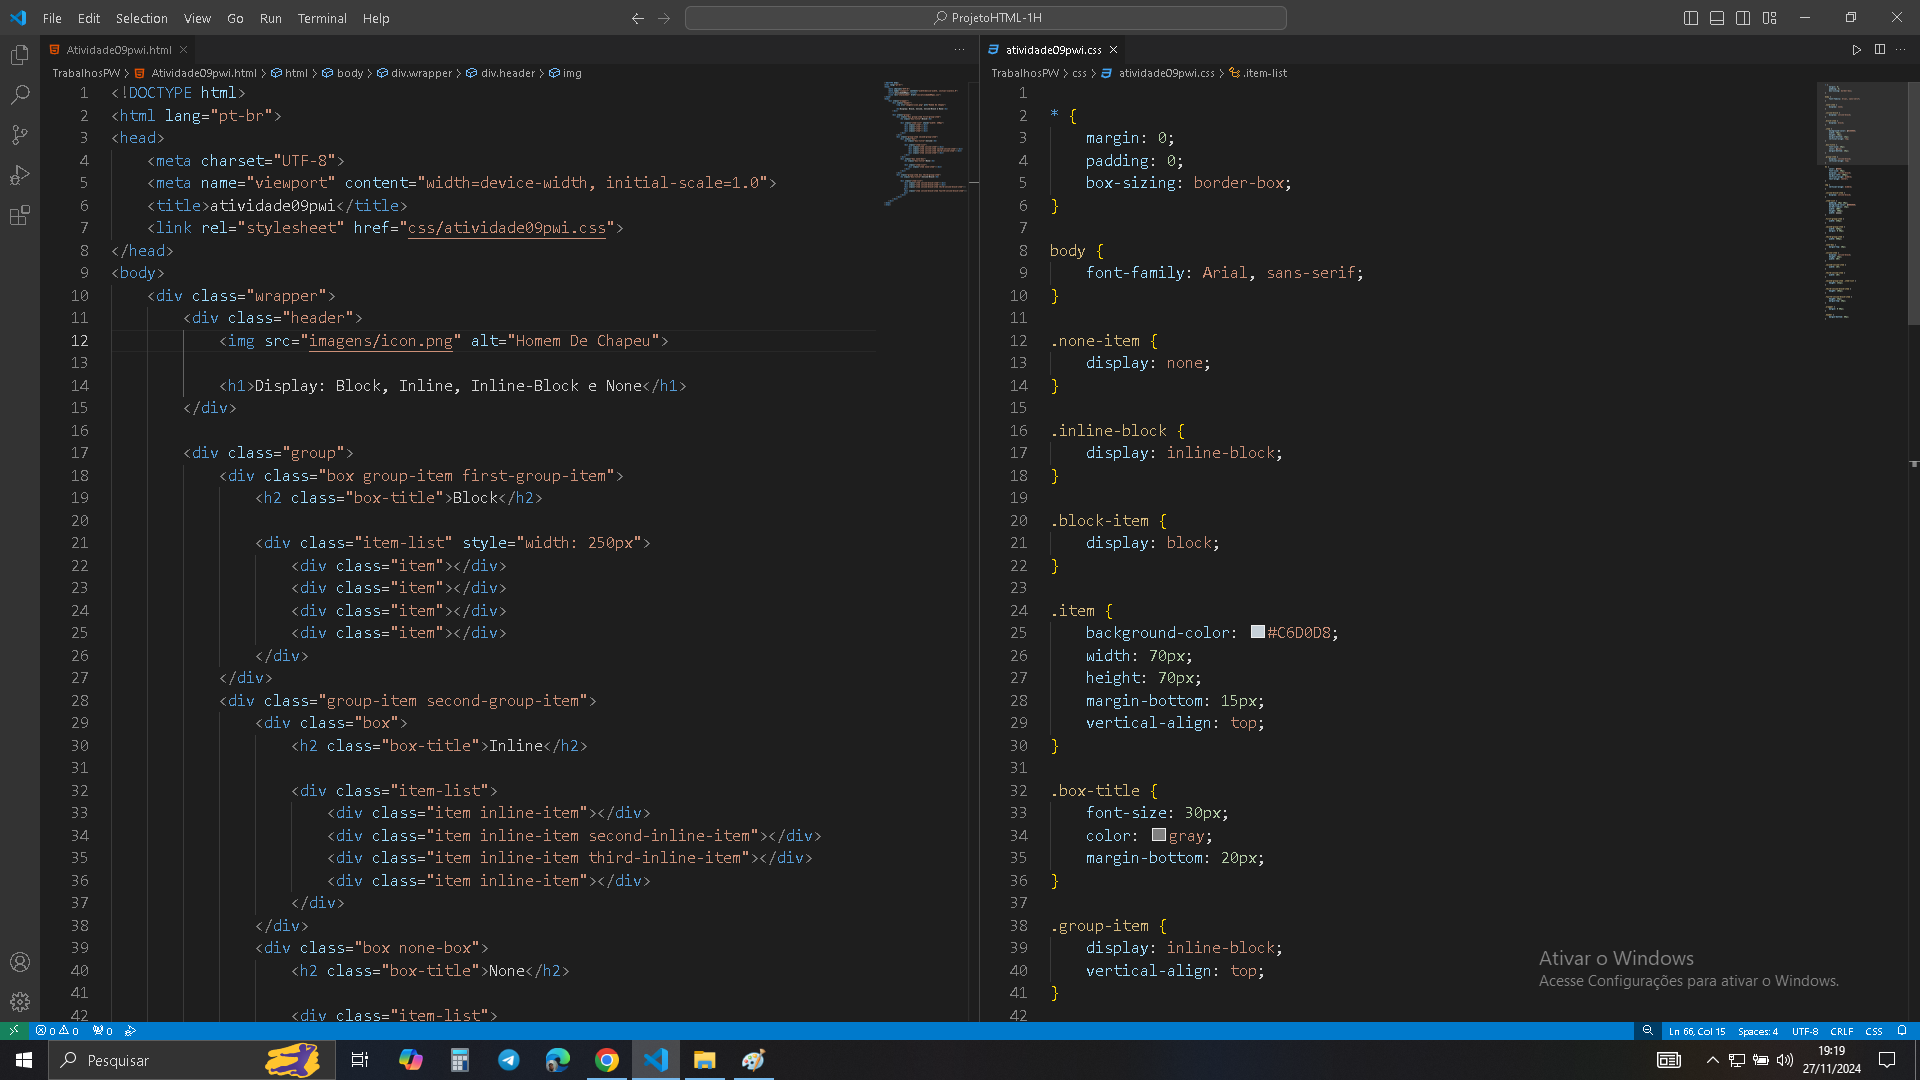 File Edit Selection View Go Run Terminal Help
ProjetoHTML-1H
Atividade09pwi.html
TrabalhosPW > Atividade09pwi.html > html > body > div.wrapper > div.header > img
1 <!DOCTYPE html>
2 <html lang="pt-br">
3 <head>
4 <meta charset="UTF-8">
5 <meta name="viewport" content="width=device-width, initial-scale=1.0">
6 <title>atividade09pwi</title>
7 <link rel="stylesheet" href="css/atividade09pwi.css">
8 </head>
9 <body>
10 <div class="wrapper">
11 <div class="header">
12 <img src="imagens/icon.png" alt="Homem De Chapeu">
13
14 <h1>Display: Block, Inline, Inline-Block e None</h1>
15 </div>
16
17 <div class="group">
18 <div class="box group-item first-group-item">
19 <h2 class="box-title">Block</h2>
20
21 <div class="item-list" style="width: 250px">
22 <div class="item"></div>
23 <div class="item"></div>
24 <div class="item"></div>
25 <div class="item"></div>
26 </div>
27 </div>
28 <div class="group-item second-group-item">
29 <div class="box">
30 <h2 class="box-title">Inline</h2>
31
32 <div class="item-list">
33 <div class="item inline-item"></div>
34 <div class="item inline-item second-inline-item"></div>
35 <div class="item inline-item third-inline-item"></div>
36 <div class="item inline-item"></div>
37 </div>
38 </div>
39 <div class="box none-box">
40 <h2 class="box-title">None</h2>
41
42 <div class="item-list">
atividade09pwi.css
TrabalhosPW > css > atividade09pwi.css > .item-list
1
2 * {
3 margin: 0;
4 padding: 0;
5 box-sizing: border-box;
6 }
7
8 body {
9 font-family: Arial, sans-serif;
10 }
11
12 .none-item {
13 display: none;
14 }
15
16 .inline-block {
17 display: inline-block;
18 }
19
20 .block-item {
21 display: block;
22 }
23
24 .item {
25 background-color: #C6D0D8;
26 width: 70px;
27 height: 70px;
28 margin-bottom: 15px;
29 vertical-align: top;
30 }
31
32 .box-title {
33 font-size: 30px;
34 color: gray;
35 margin-bottom: 20px;
36 }
37
38 .group-item {
39 display: inline-block;
40 vertical-align: top;
41 }
42
Ativar o Windows
Acesse Configurações para ativar o Windows.
0 0 0 Ln 66, Col 15 Spaces: 4 UTF-8 CRLF CSS
Pesquisar
19:19
27/11/2024